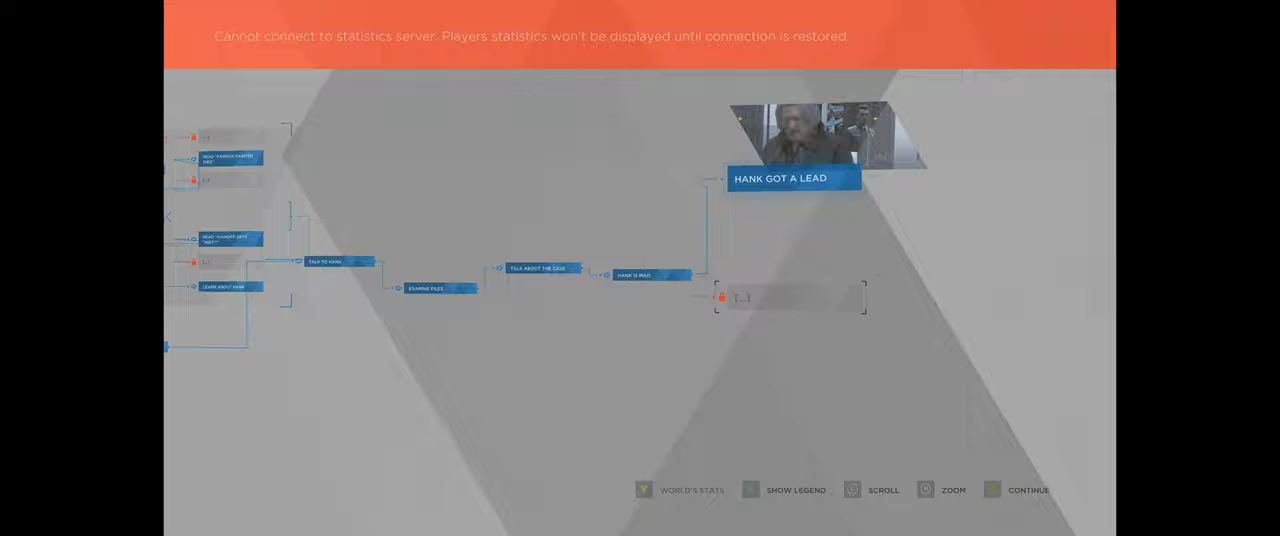 Cannot connect to statistics server. Players statistics won't be displayed until connection is restored.
[...]
READ "FAMOUS PAINTER
DIES"
[...]
HANK GOT A LEAD
READ "IVANOFF SAYS
"NIET""
[...]
TALK TO HANK
TALK ABOUT THE CASE
HANK IS MAD
LEARN ABOUT HANK
EXAMINE FILES
[...]
WORLD'S STATS
SHOW LEGEND
SCROLL
ZOOM
CONTINUE